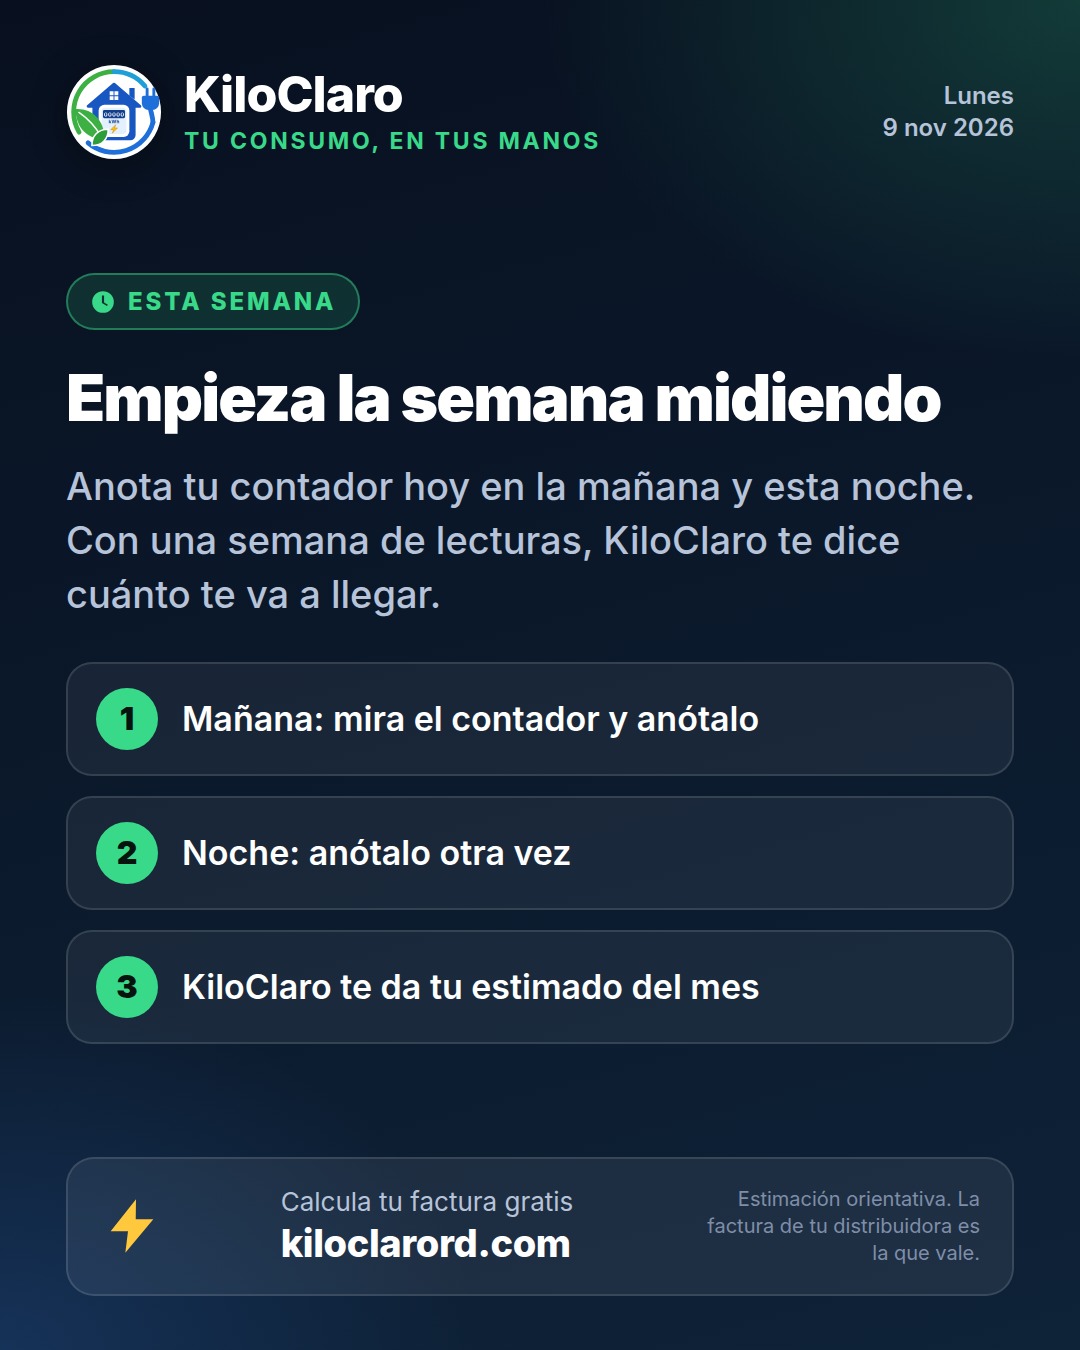 KiloClaro
TU CONSUMO, EN TUS MANOS
Lunes
9 nov 2026
ESTA SEMANA
Empieza la semana midiendo
Anota tu contador hoy en la mañana y esta noche.
Con una semana de lecturas, KiloClaro te dice
cuánto te va a llegar.
1 Mañana: mira el contador y anótalo
2 Noche: anótalo otra vez
3 KiloClaro te da tu estimado del mes
Calcula tu factura gratis
kiloclarord.com
Estimación orientativa. La
factura de tu distribuidora es
la que vale.